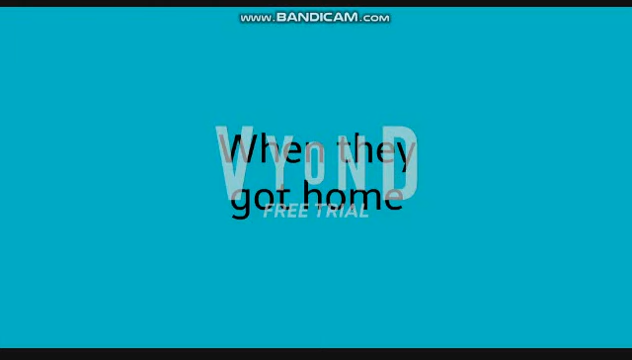 www.BANDICAM.com
When they
got home
VYOND
FREE TRIAL